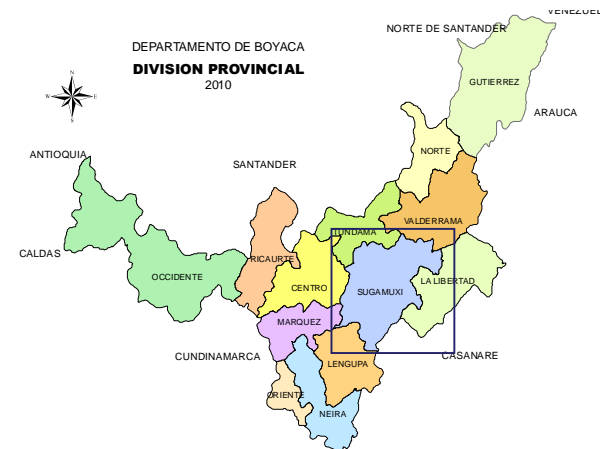 VENEZUEL
NORTE DE SANTANDER
DEPARTAMENTO DE BOYACA
DIVISION PROVINCIAL
2010
GUTIERREZ
N
W
E
S
ARAUCA
ANTIOQUIA
NORTE
SANTANDER
VALDERRAMA
TUNDAMA
CALDAS
RICAURTE
OCCIDENTE
LA LIBERTAD
CENTRO
SUGAMUXI
MARQUEZ
CUNDINAMARCA
CASANARE
LENGUPA
ORIENTE
NEIRA